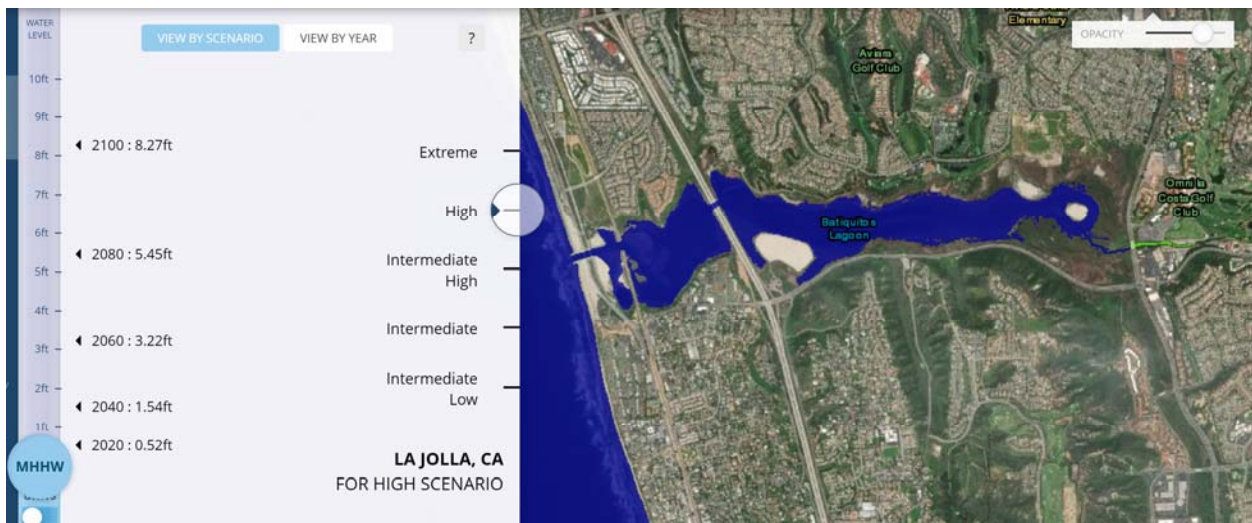 WATER
LEVEL
10ft
9ft
8ft
7ft
6ft
5ft
4ft
3ft
2ft
1ft
MHHW
VIEW BY SCENARIO
VIEW BY YEAR
?
2100 : 8.27ft
2080 : 5.45ft
2060 : 3.22ft
2040 : 1.54ft
2020 : 0.52ft
Extreme
High
Intermediate
High
Intermediate
Intermediate
Low
LA JOLLA, CA
FOR HIGH SCENARIO
Elementary
OPACITY
Aviara
Golf Club
Batiquitos
Lagoon
Omni la
Costa Golf
Club